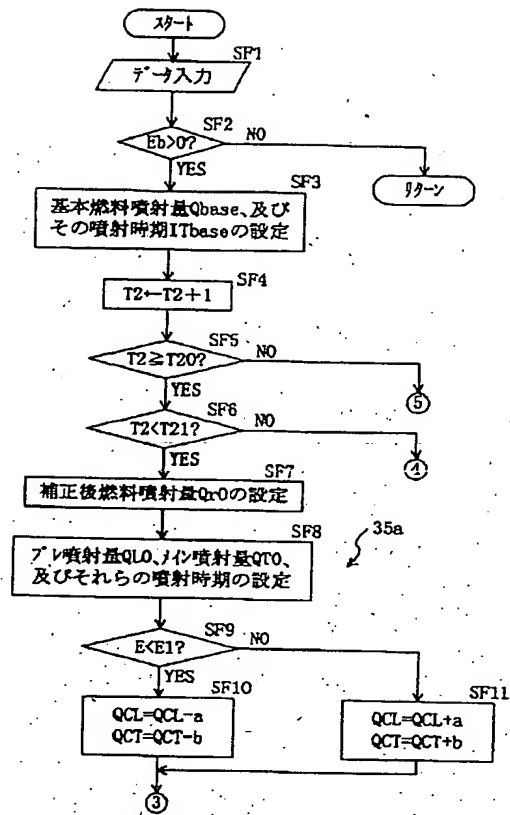 スタート
SF1
データ入力
SF2
Eb>0?
NO
YES
リターン
SF3
基本燃料噴射量Qbase、及び
その噴射時期ITbaseの設定
SF4
T2←T2+1
SF5
T2≧T20?
NO
YES
⑤
SF6
T2<T21?
NO
YES
④
SF7
補正後燃料噴射量Qr0の設定
SF8
プレ噴射量QL0、メイン噴射量QT0、
及びそれらの噴射時期の設定
35a
SF9
E<E1?
NO
YES
SF10
QCL=QCL-a
QCT=QCT-b
SF11
QCL=QCL+a
QCT=QCT+b
③